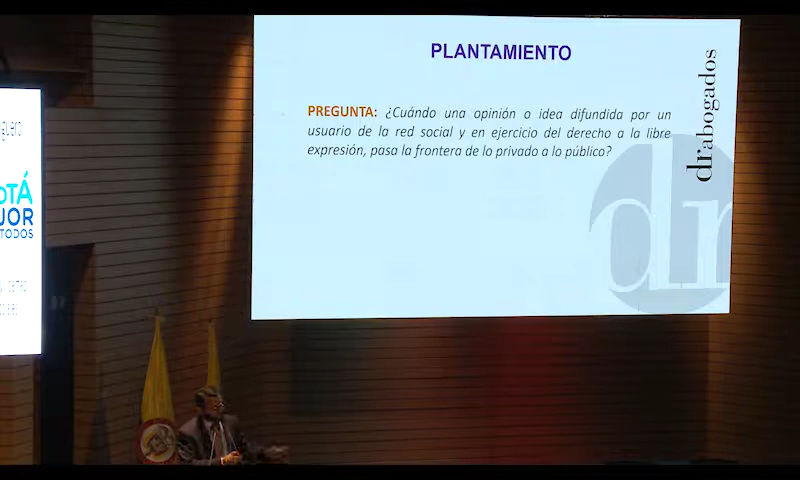 PLANTAMIENTO
PREGUNTA: ¿Cuándo una opinión o idea difundida por un
usuario de la red social y en ejercicio del derecho a la libre
expresión, pasa la frontera de lo privado a lo público?
drabogados
dr
OTÁ
JOR
TODOS